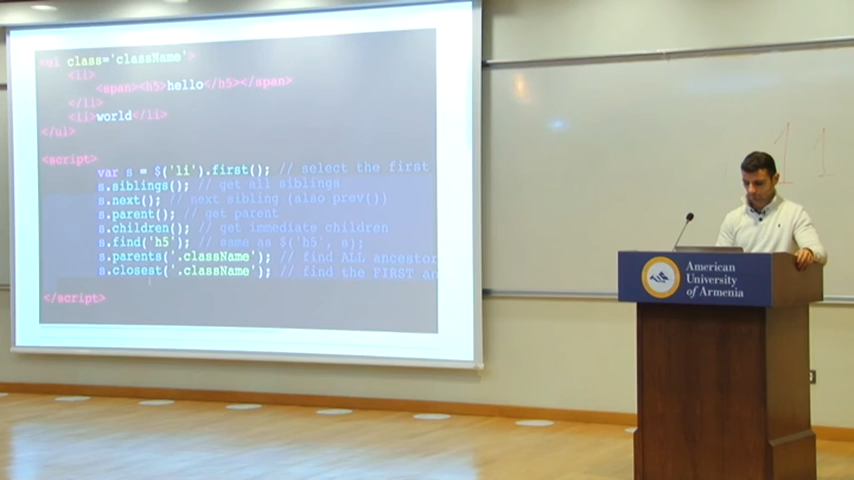 <ul class='className'>
<li>
<span><h5>hello</h5></span>
</li>
<li>world</li>
</ul>
<script>
var s = $('li').first(); // select the first
s.siblings(); // get all siblings
s.next(); // next sibling (also prev())
s.parent(); // get parent
s.children(); // get immediate children
s.find('h5'); // same as $('h5', s);
s.parents('.className'); // find ALL ancestor
s.closest('.className'); // find the FIRST an
</script>
11
American
University
of Armenia